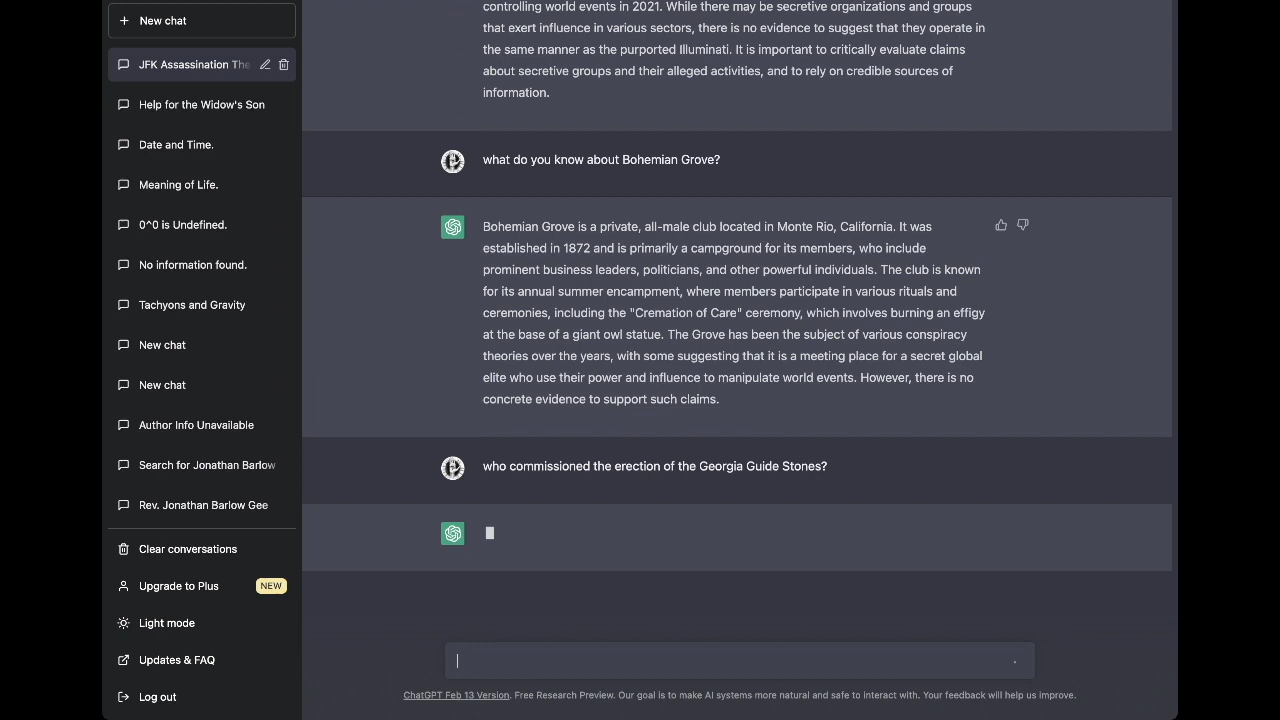 New chat
JFK Assassination The
Help for the Widow's Son
Date and Time.
Meaning of Life.
0^0 is Undefined.
No information found.
Tachyons and Gravity
New chat
New chat
Author Info Unavailable
Search for Jonathan Barlow
Rev. Jonathan Barlow Gee
Clear conversations
Upgrade to Plus NEW
Light mode
Updates & FAQ
Log out
controlling world events in 2021. While there may be secretive organizations and groups
that exert influence in various sectors, there is no evidence to suggest that they operate in
the same manner as the purported Illuminati. It is important to critically evaluate claims
about secretive groups and their alleged activities, and to rely on credible sources of
information.
what do you know about Bohemian Grove?
Bohemian Grove is a private, all-male club located in Monte Rio, California. It was
established in 1872 and is primarily a campground for its members, who include
prominent business leaders, politicians, and other powerful individuals. The club is known
for its annual summer encampment, where members participate in various rituals and
ceremonies, including the "Cremation of Care" ceremony, which involves burning an effigy
at the base of a giant owl statue. The Grove has been the subject of various conspiracy
theories over the years, with some suggesting that it is a meeting place for a secret global
elite who use their power and influence to manipulate world events. However, there is no
concrete evidence to support such claims.
who commissioned the erection of the Georgia Guide Stones?
ChatGPT Feb 13 Version. Free Research Preview. Our goal is to make AI systems more natural and safe to interact with. Your feedback will help us improve.